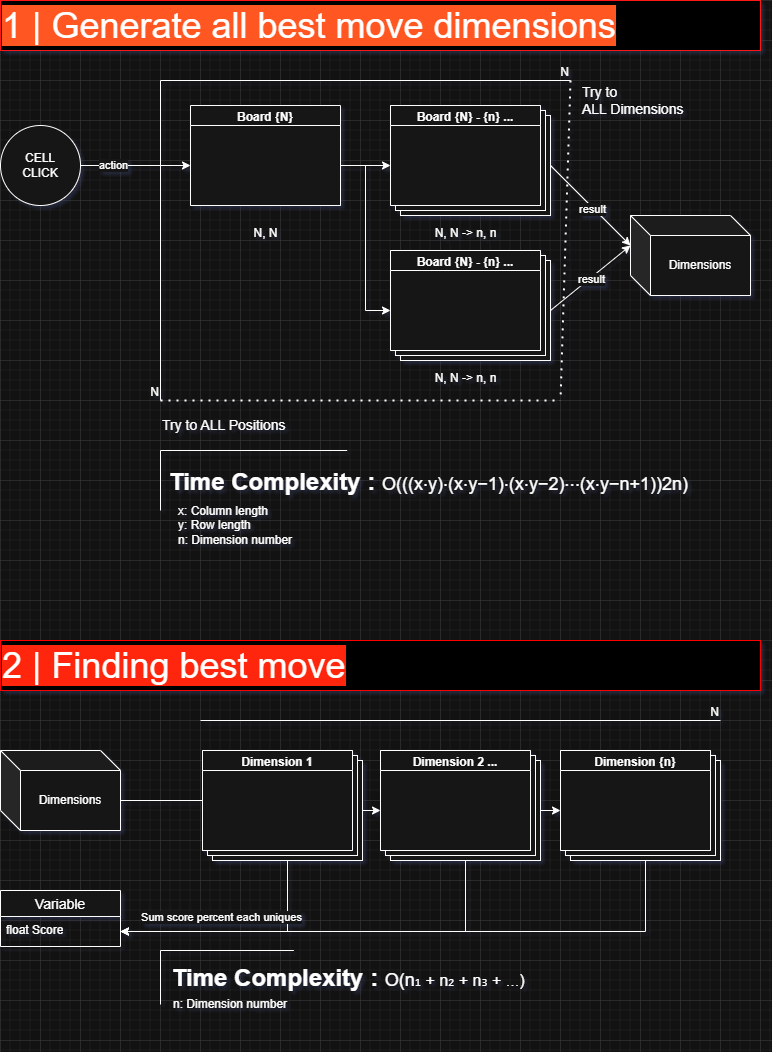 1 | Generate all best move dimensions
N
Try to
ALL Dimensions
Board {N}
Board {N} - {n} ...
CELL
CLICK
action
result
N, N
N, N -> n, n
Board {N} - {n} ...
Dimensions
result
N, N -> n, n
N
Try to ALL Positions
Time Complexity : O(((x·y)·(x·y−1)·(x·y−2)⋯(x·y−n+1))2n)
x: Column length
y: Row length
n: Dimension number
2 | Finding best move
N
Dimension 1
Dimension 2 ...
Dimension {n}
Dimensions
Variable
float Score
Sum score percent each uniques
Time Complexity : O(n₁ + n₂ + n₃ + …)
n: Dimension number